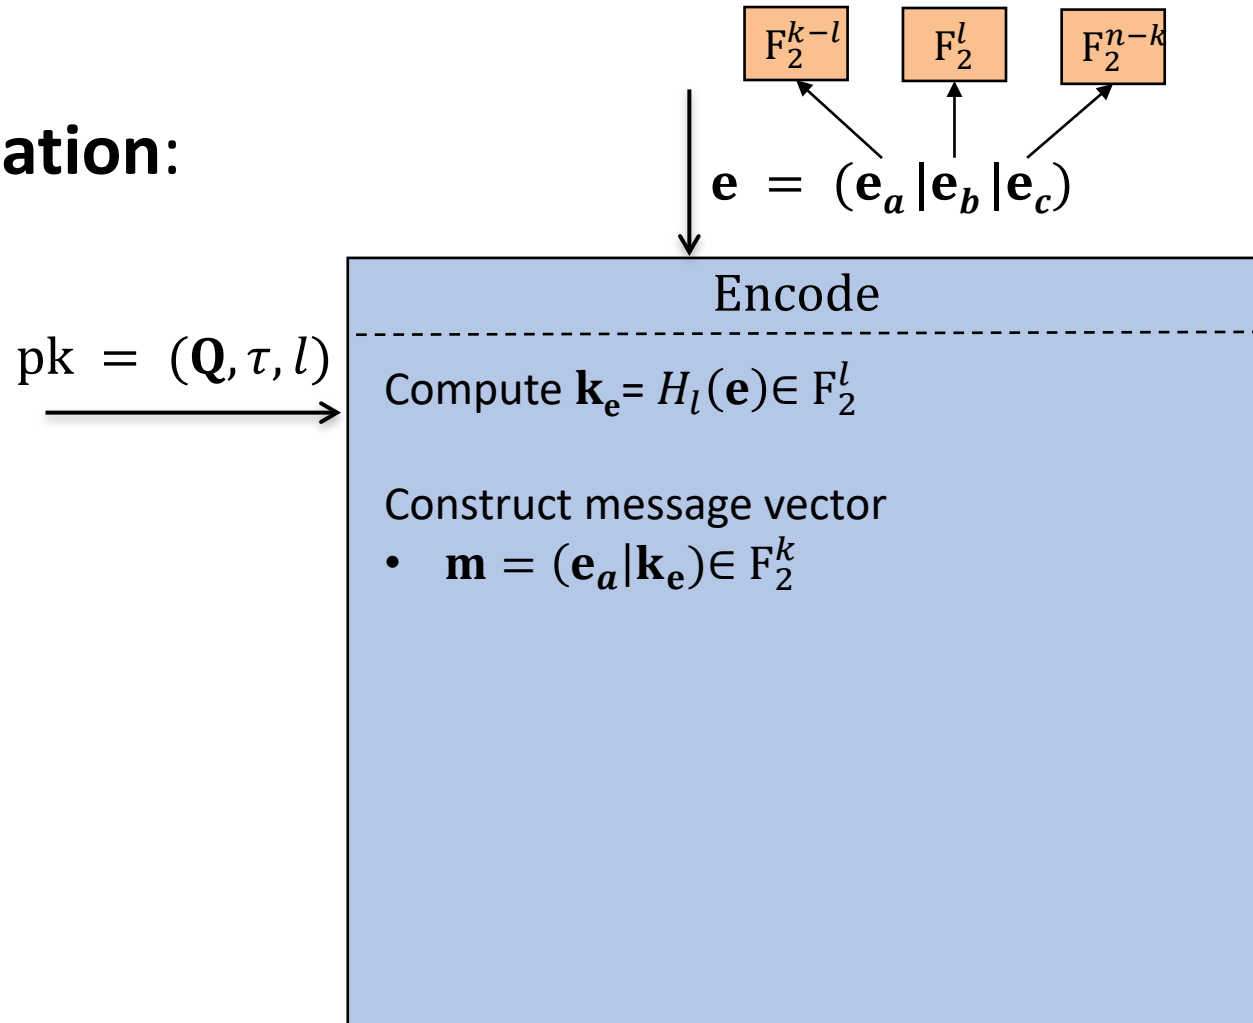 F₂^{k−l} F₂^{l} F₂^{n−k}
ation:
e = (e_a|e_b|e_c)
Encode
pk = (Q, τ, l)
Compute k_e= H_l(e)∈ F₂^{l}
Construct message vector
• m = (e_a|k_e)∈ F₂^{k}